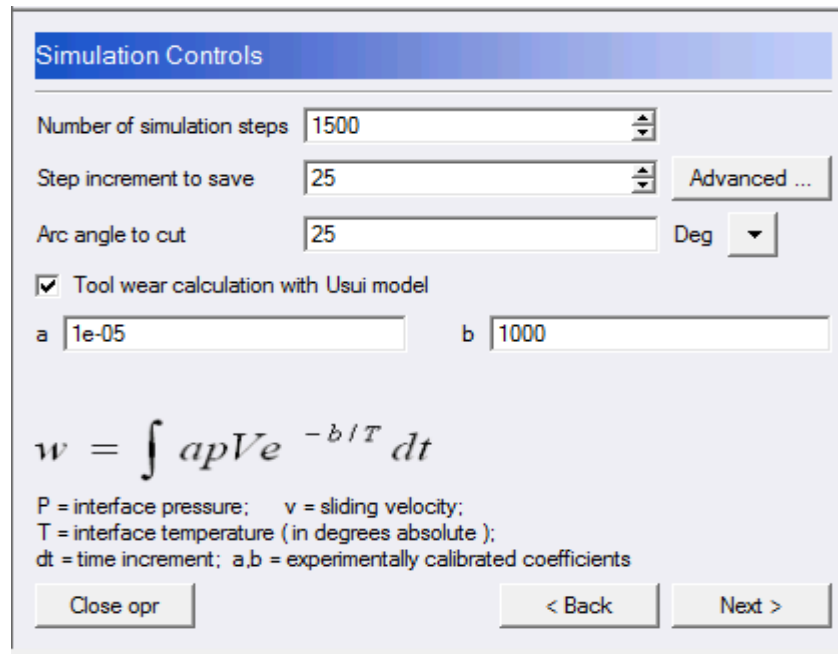 Simulation Controls
Number of simulation steps 1500
Step increment to save 25 Advanced ...
Arc angle to cut 25 Deg
Tool wear calculation with Usui model
a 1e-05 b 1000
w = ∫ apVe ^{-b/T} dt
P = interface pressure; v = sliding velocity;
T = interface temperature ( in degrees absolute );
dt = time increment; a,b = experimentally calibrated coefficients
Close opr < Back Next >